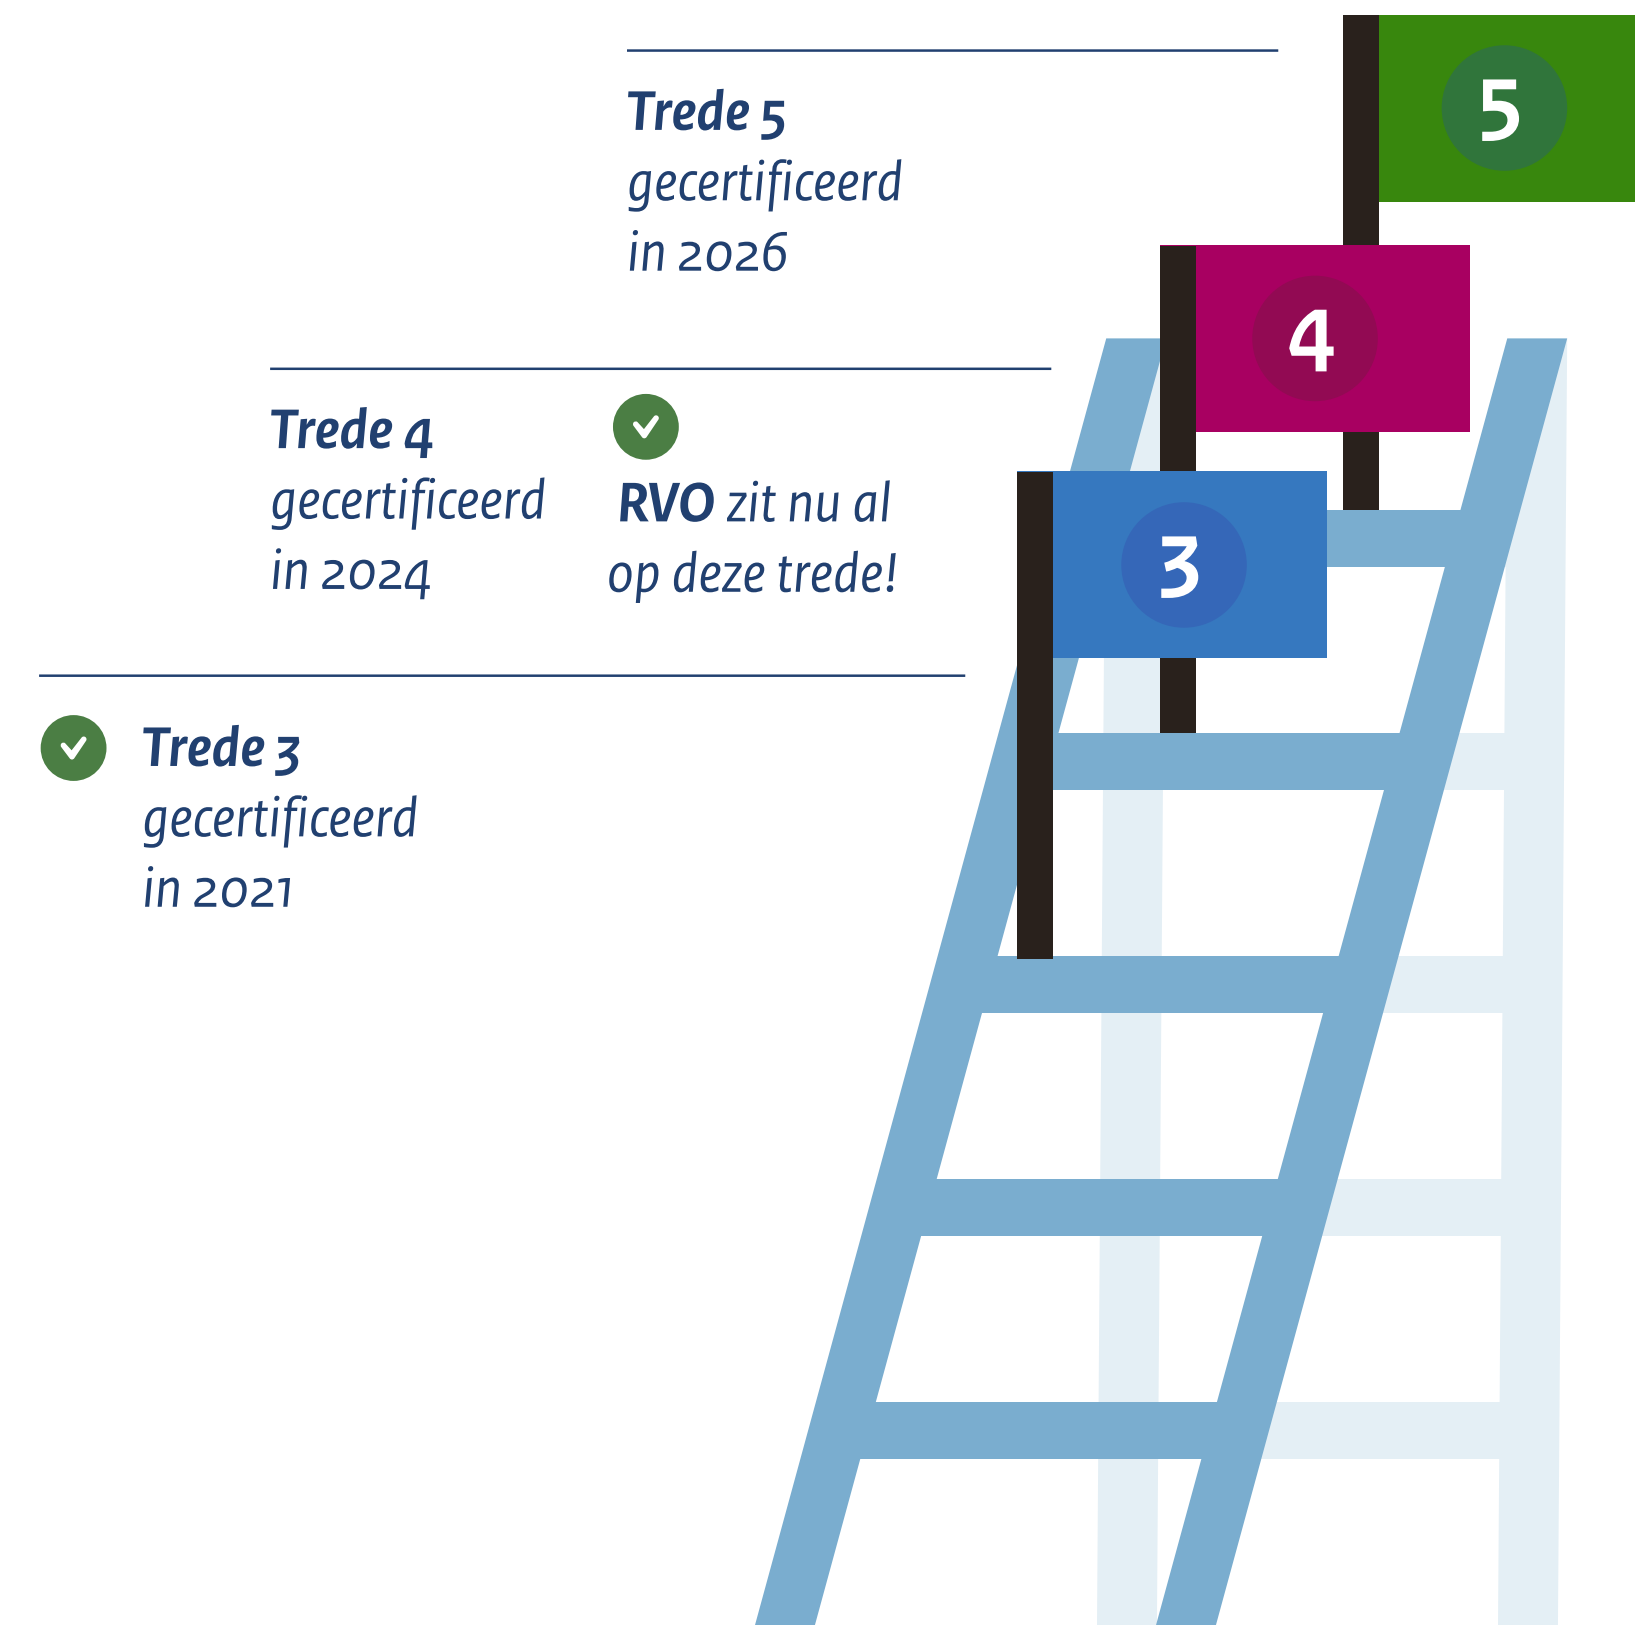 Trede 5
gecertificeerd
in 2026
5
4
Trede 4
gecertificeerd
in 2024
RVO zit nu al
op deze trede!
3
Trede 3
gecertificeerd
in 2021